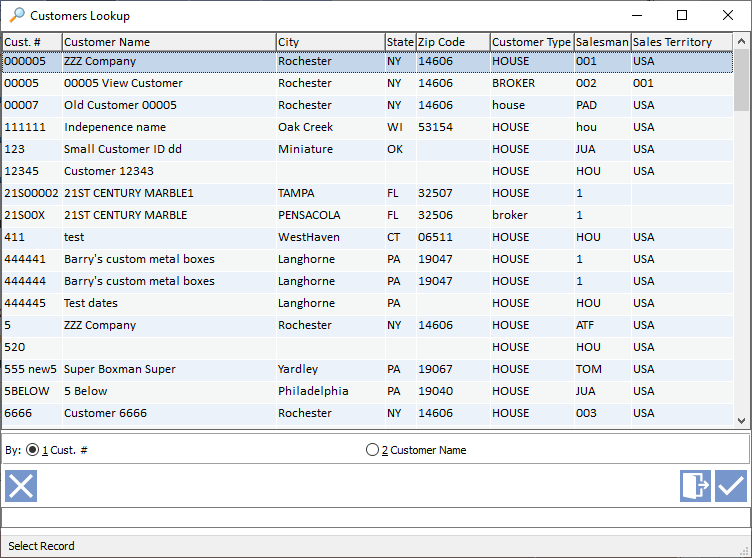 Customers Lookup
Cust. # Customer Name City State Zip Code Customer Type Salesman Sales Territory
000005 ZZZ Company Rochester NY 14606 HOUSE 001 USA
00005 00005 View Customer Rochester NY 14606 BROKER 002 001
00007 Old Customer 00005 Rochester NY 14606 house PAD USA
111111 Indepenence name Oak Creek WI 53154 HOUSE hou USA
123 Small Customer ID dd Miniature OK HOUSE JUA USA
12345 Customer 12343 HOUSE HOU USA
21S00002 21ST CENTURY MARBLE1 TAMPA FL 32507 HOUSE 1
21S00X 21ST CENTURY MARBLE PENSACOLA FL 32506 broker 1
411 test WestHaven CT 06511 HOUSE HOU USA
444441 Barry's custom metal boxes Langhorne PA 19047 HOUSE 1 USA
444444 Barry's custom metal boxes Langhorne PA 19047 HOUSE 1 USA
444445 Test dates Langhorne PA HOUSE HOU USA
5 ZZZ Company Rochester NY 14606 HOUSE ATF USA
520 HOUSE HOU USA
555 new5 Super Boxman Super Yardley PA 19067 HOUSE TOM USA
5BELOW 5 Below Philadelphia PA 19040 HOUSE JUA USA
6666 Customer 6666 Rochester NY 14606 HOUSE 003 USA
By: 1 Cust. # 2 Customer Name
Select Record